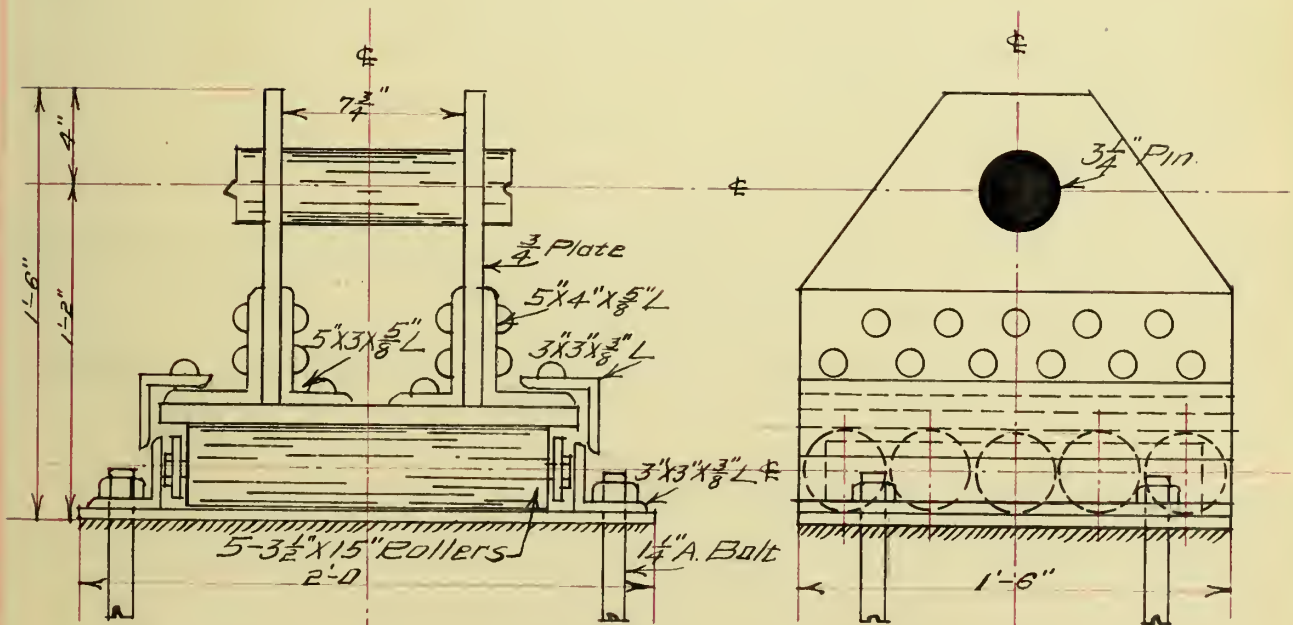 ℄
℄
7 3/4"
4"
3 1/4" Pin.
℄
3/4 Plate
1'-6"
1'-2"
5"X4"X5/8" L
5"X3X5/8" L
3"X3"X3/8" L
3"X3"X3/8" L
℄
5-3 1/2"X15" Rollers
1 1/4" A. Bolt
2'-0
1'-6"